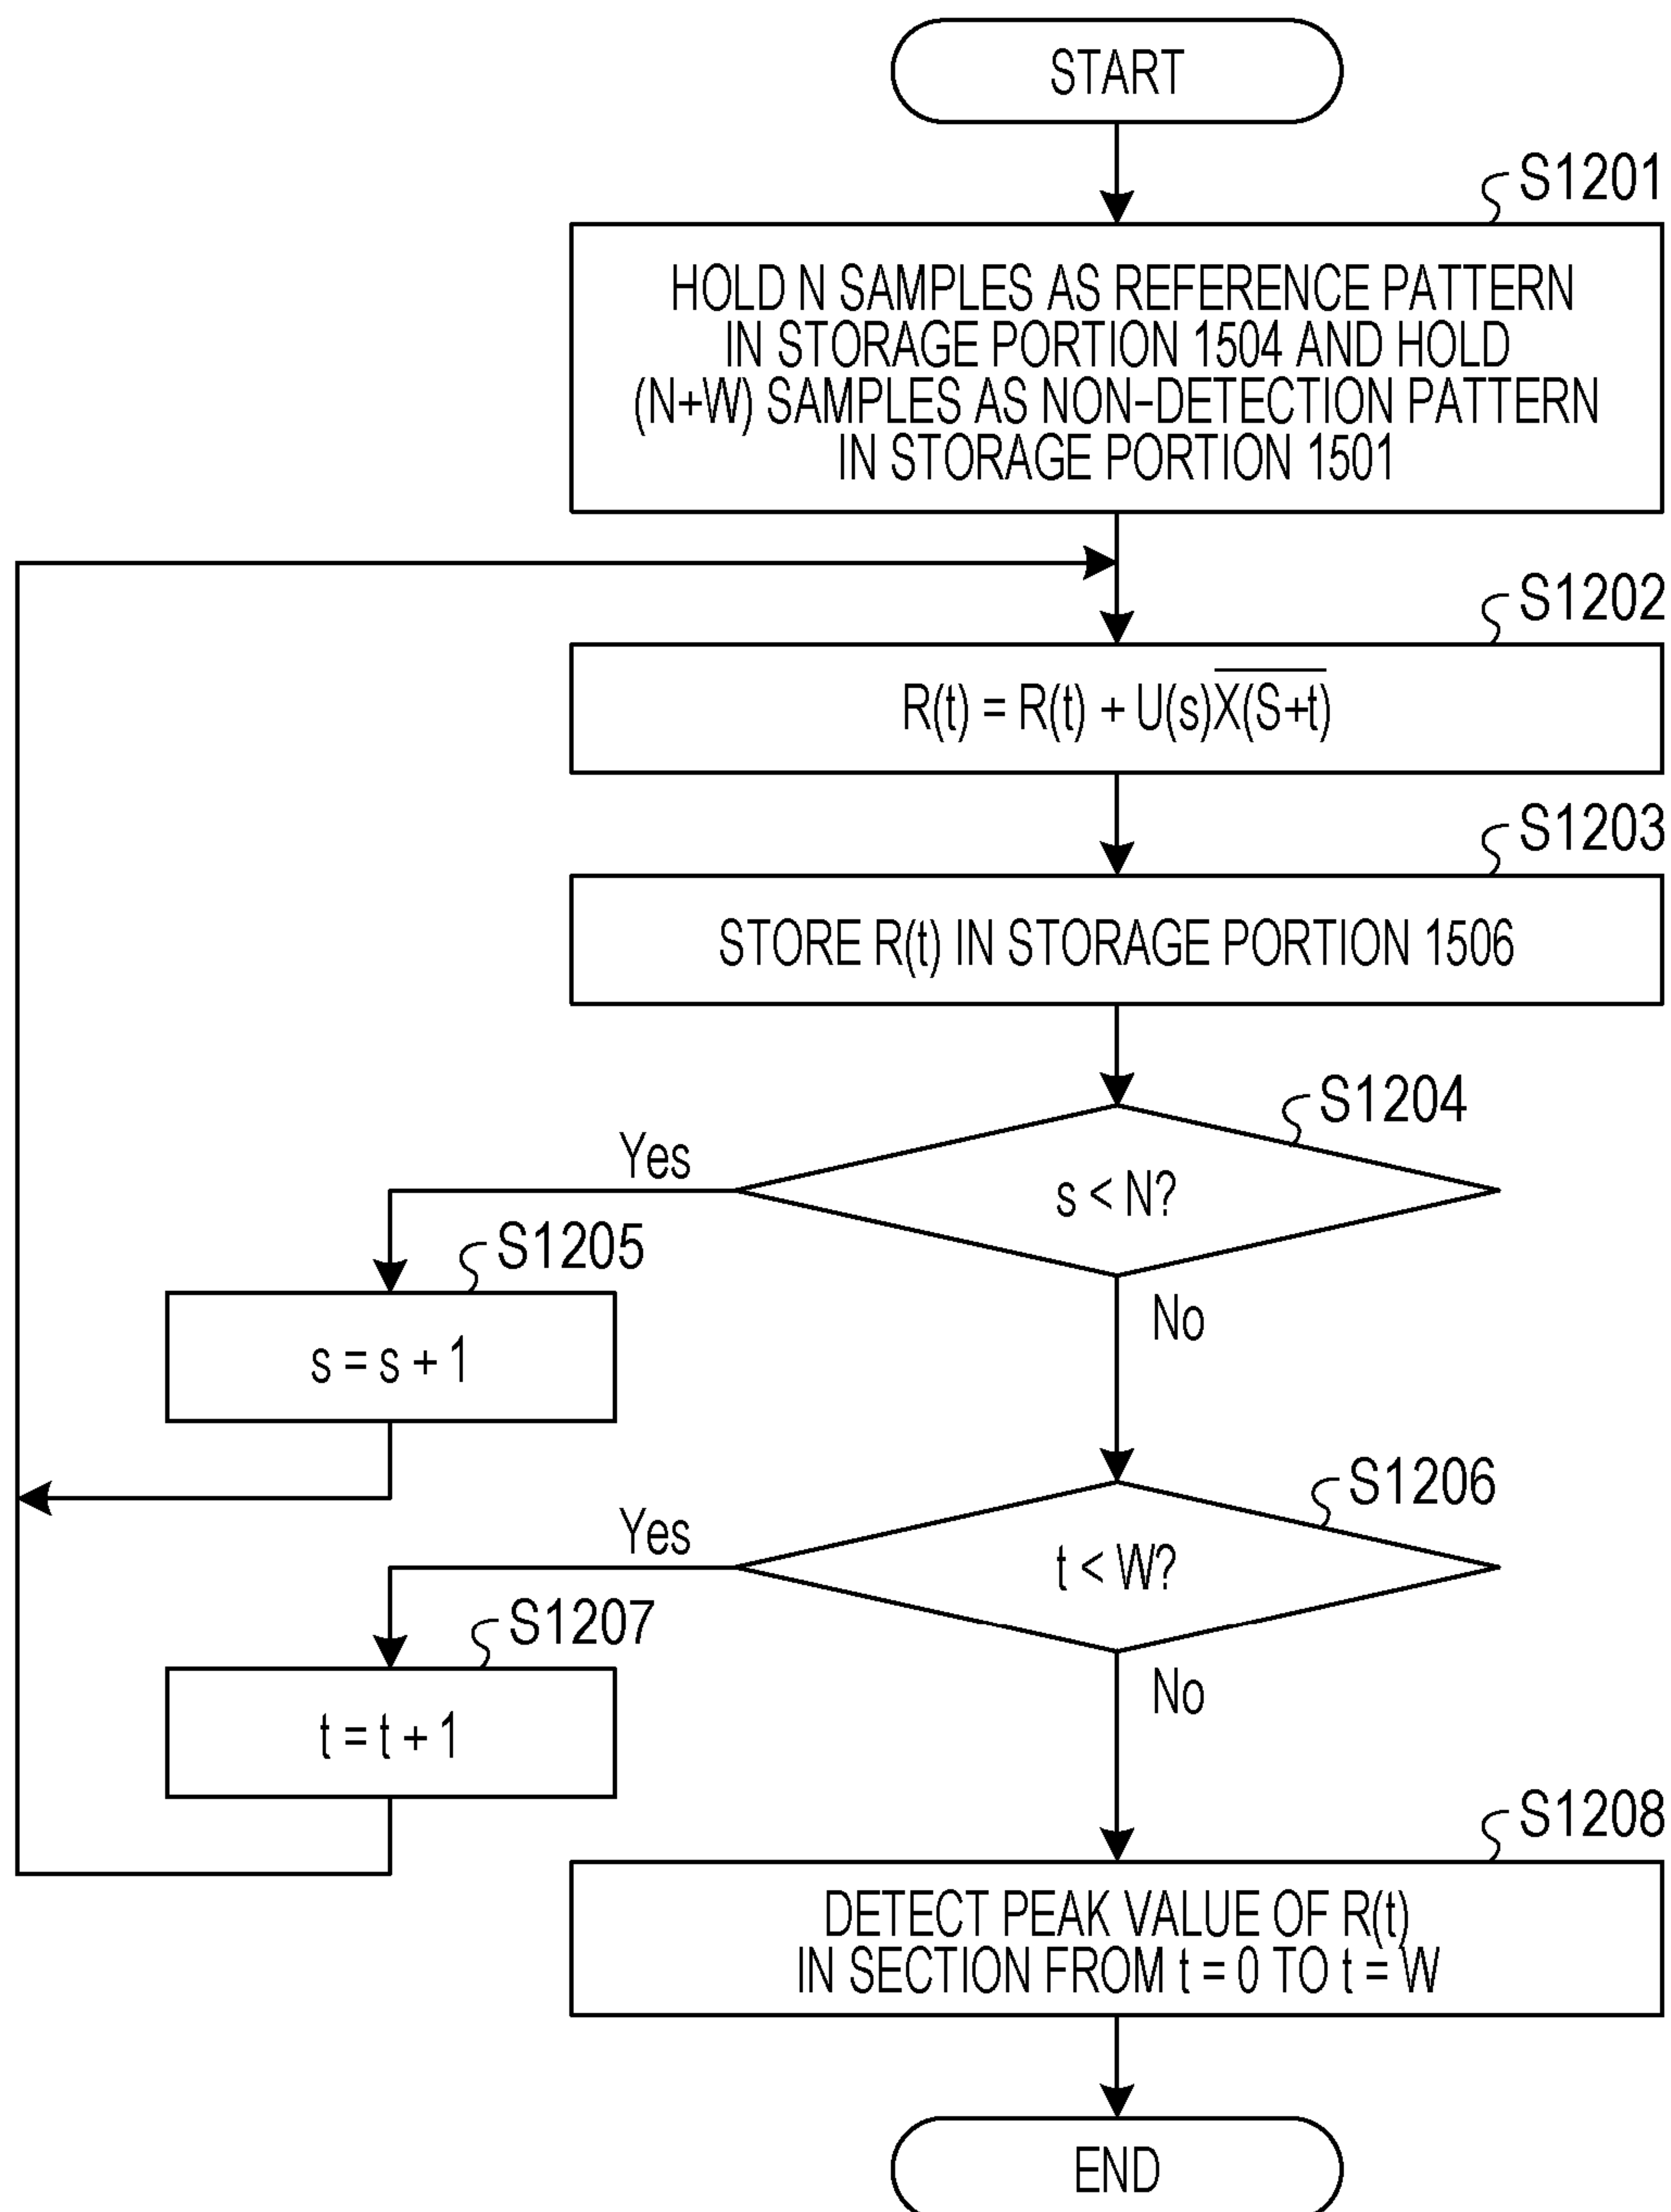 START
S1201
HOLD N SAMPLES AS REFERENCE PATTERN
IN STORAGE PORTION 1504 AND HOLD
(N+W) SAMPLES AS NON-DETECTION PATTERN
IN STORAGE PORTION 1501
S1202
R(t) = R(t) + U(s)X̅(̅S̅+̅t̅)̅
S1203
STORE R(t) IN STORAGE PORTION 1506
S1204
Yes
s < N?
S1205
No
s = s + 1
S1206
Yes
t < W?
S1207
No
t = t + 1
S1208
DETECT PEAK VALUE OF R(t)
IN SECTION FROM t = 0 TO t = W
END